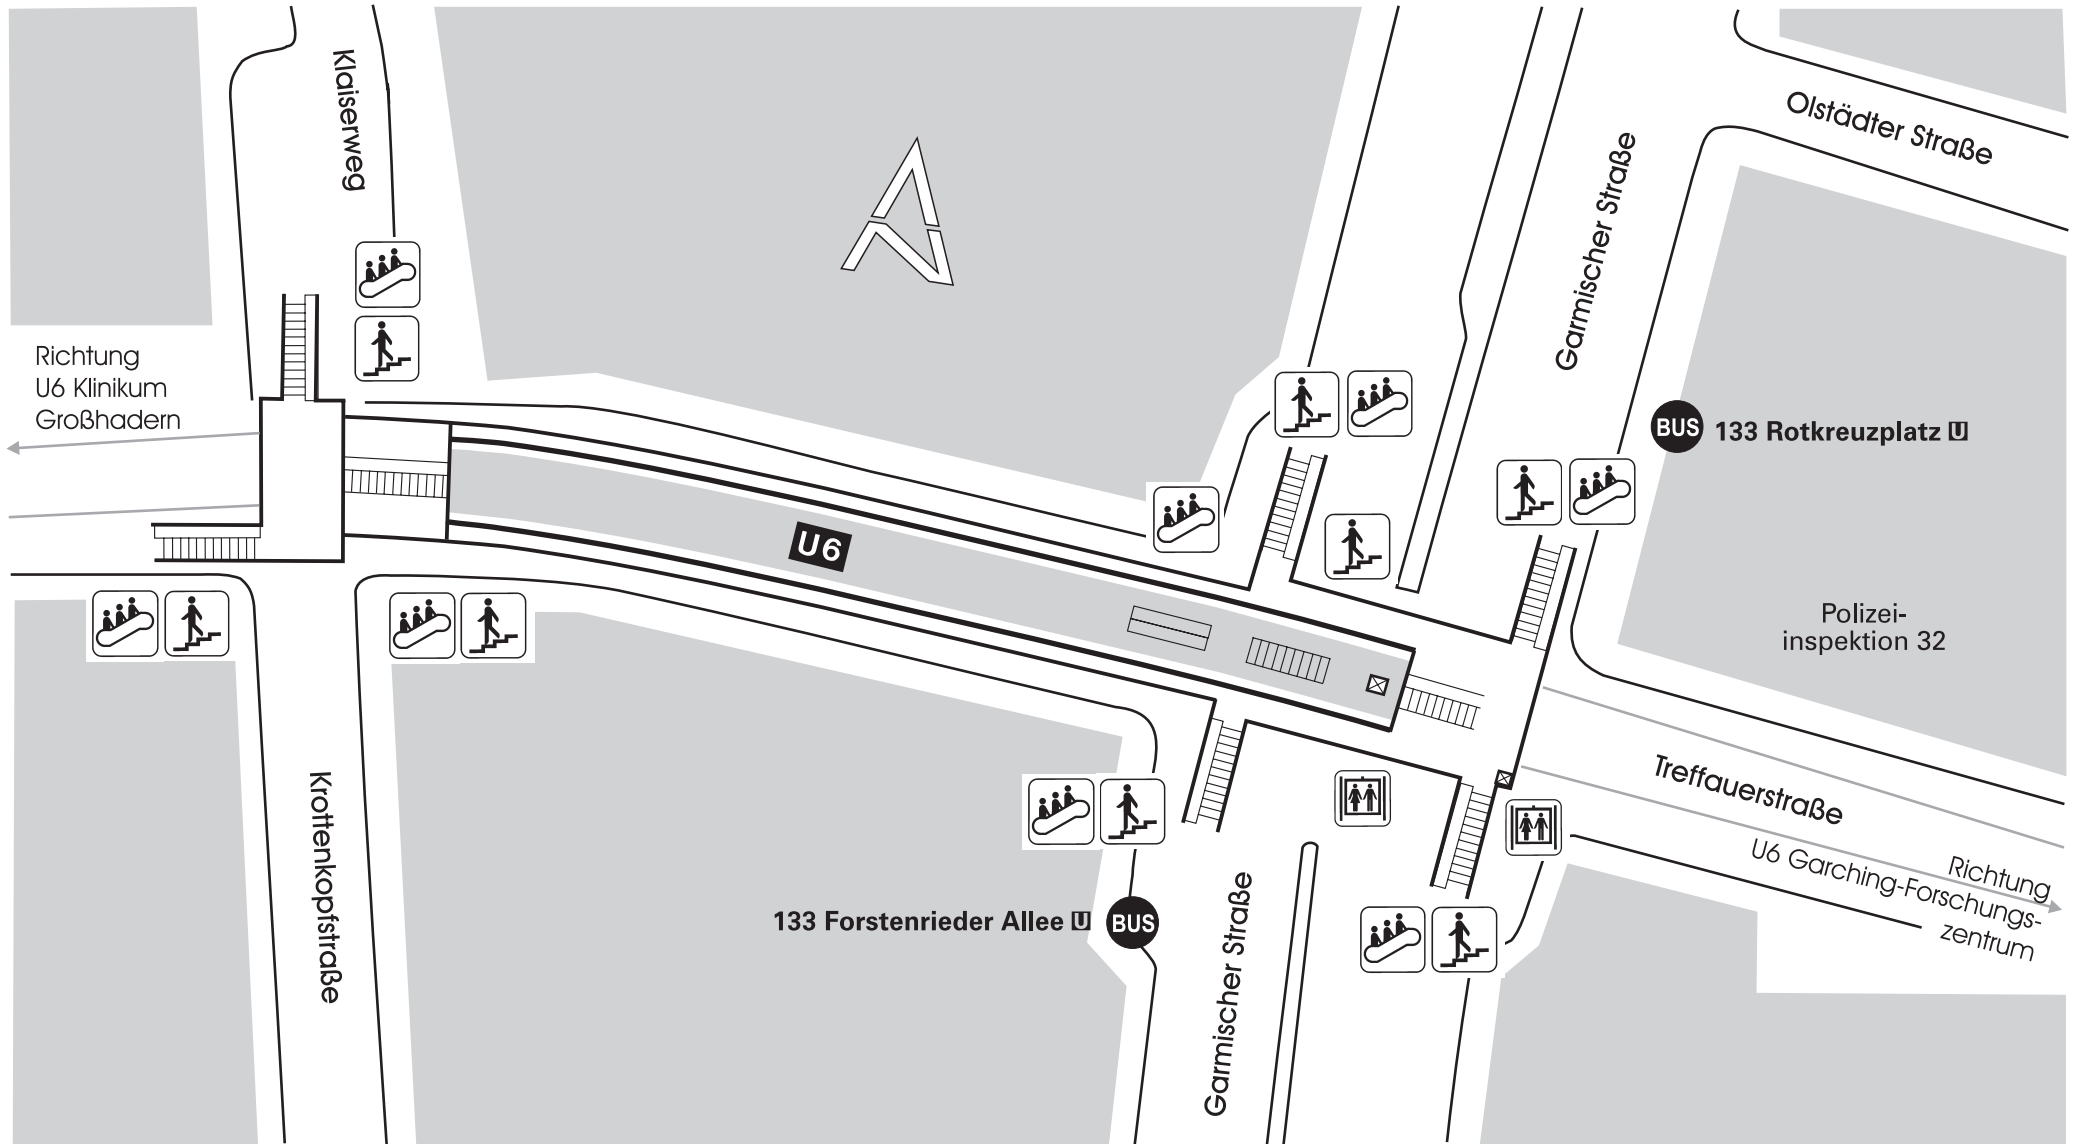 Klaiserweg
Olstädter Straße
Garmischer Straße
Richtung
U6 Klinikum
Großhadern
BUS 133 Rotkreuzplatz U
U6
Polizei-
inspektion 32
Treffauerstraße
Richtung
U6 Garching-Forschungs-
zentrum
Krottenkopfstraße
133 Forstenrieder Allee U BUS
Garmischer Straße